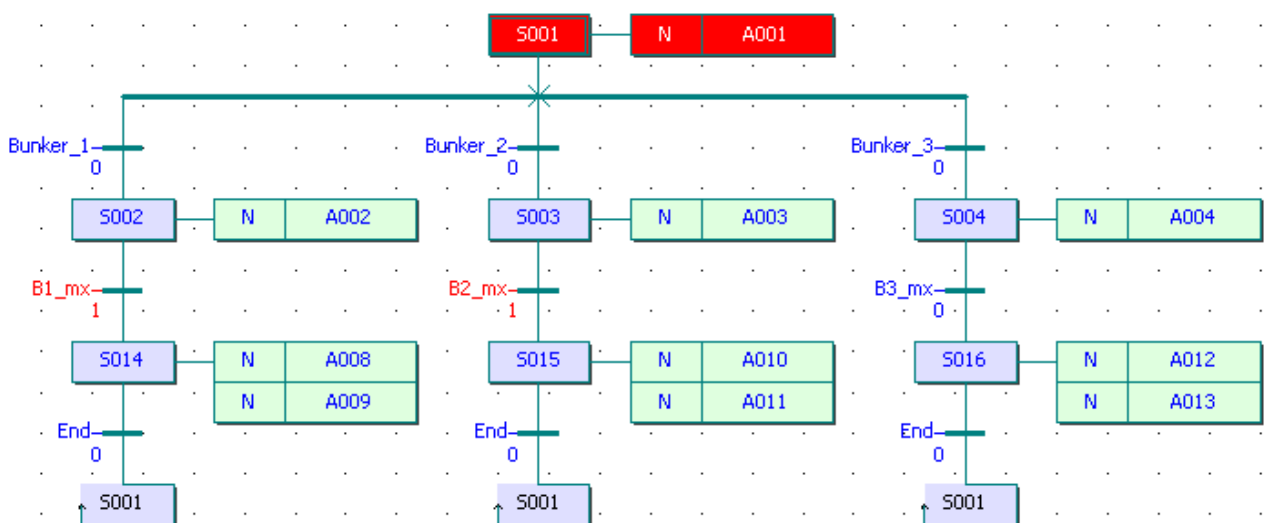 S001 N A001
Bunker_1 Bunker_2 Bunker_3
0 0 0
S002 N A002 S003 N A003 S004 N A004
B1_mx B2_mx B3_mx
1 1 0
S014 N A008 S015 N A010 S016 N A012
N A009 N A011 N A013
End End End
0 0 0
S001 S001 S001